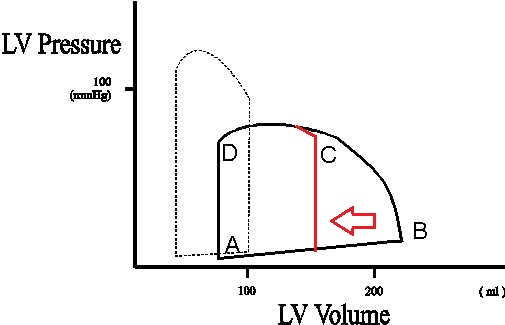 LV Pressure
100
(mmHg)
D
C
A
B
100
200
( ml )
LV Volume